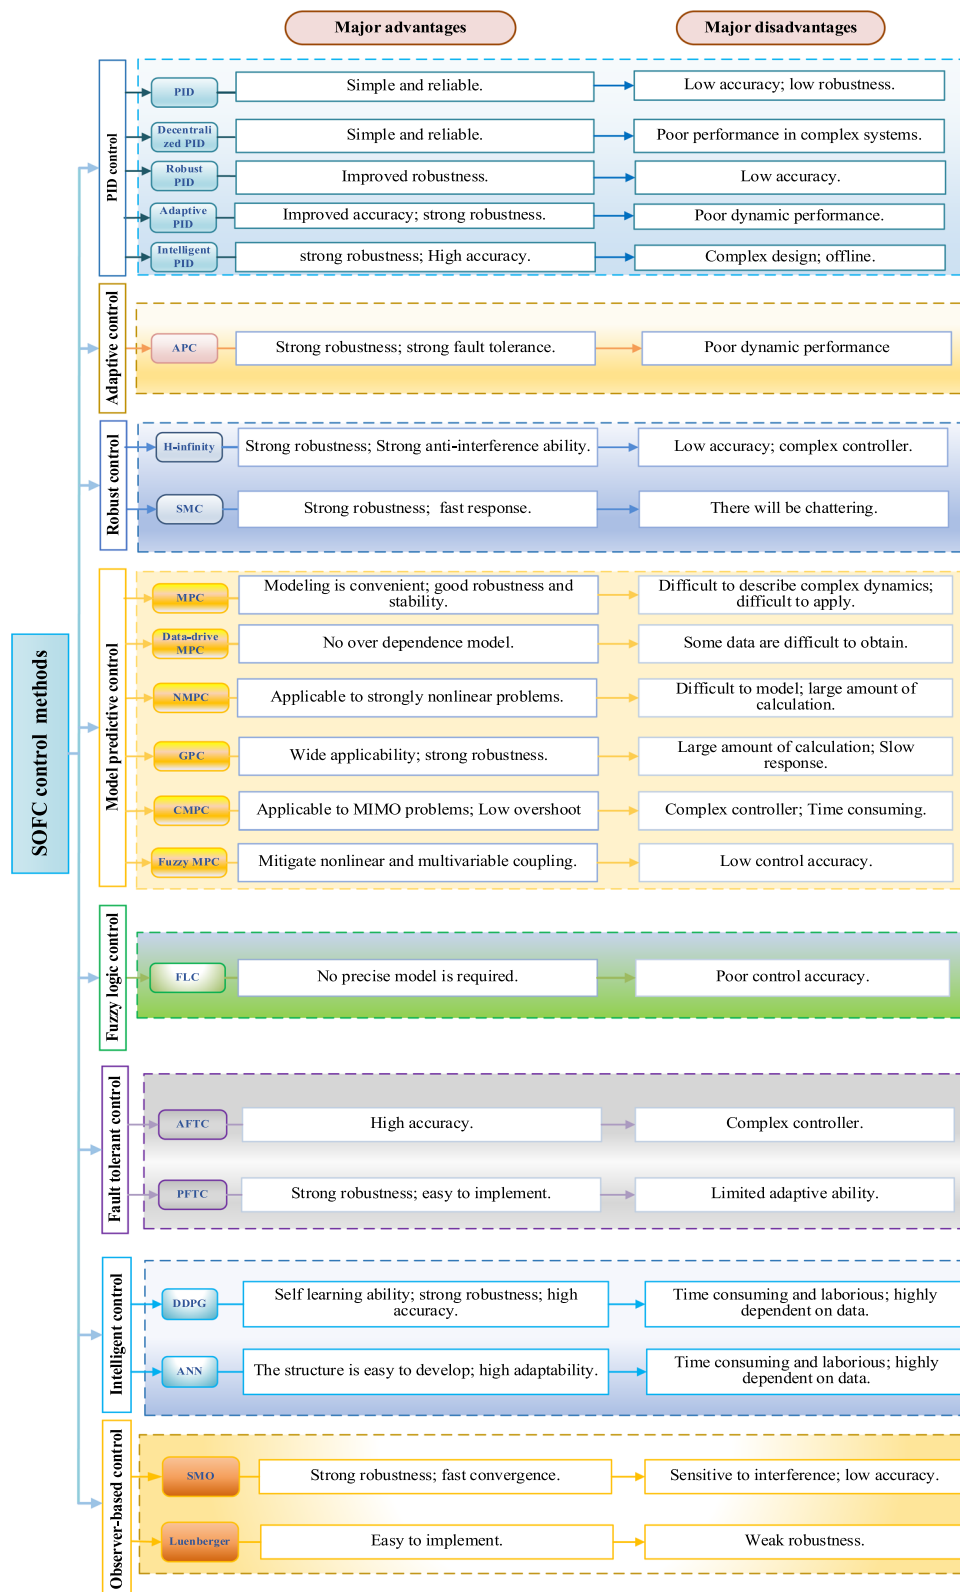 Major advantages
Major disadvantages
SOFC control methods
PID control
PID
Simple and reliable.
Low accuracy; low robustness.
Decentrali
zed PID
Simple and reliable.
Poor performance in complex systems.
Robust
PID
Improved robustness.
Low accuracy.
Adaptive
PID
Improved accuracy; strong robustness.
Poor dynamic performance.
Intelligent
PID
strong robustness; High accuracy.
Complex design; offline.
Adaptive control
APC
Strong robustness; strong fault tolerance.
Poor dynamic performance
Robust control
H-infinity
Strong robustness; Strong anti-interference ability.
Low accuracy; complex controller.
SMC
Strong robustness; fast response.
There will be chattering.
Model predictive control
MPC
Modeling is convenient; good robustness and
stability.
Difficult to describe complex dynamics;
difficult to apply.
Data-drive
MPC
No over dependence model.
Some data are difficult to obtain.
NMPC
Applicable to strongly nonlinear problems.
Difficult to model; large amount of
calculation.
GPC
Wide applicability; strong robustness.
Large amount of calculation; Slow
response.
CMPC
Applicable to MIMO problems; Low overshoot
Complex controller; Time consuming.
Fuzzy MPC
Mitigate nonlinear and multivariable coupling.
Low control accuracy.
Fuzzy logic control
FLC
No precise model is required.
Poor control accuracy.
Fault tolerant control
AFTC
High accuracy.
Complex controller.
PFTC
Strong robustness; easy to implement.
Limited adaptive ability.
Intelligent control
DDPG
Self learning ability; strong robustness; high
accuracy.
Time consuming and laborious; highly
dependent on data.
ANN
The structure is easy to develop; high adaptability.
Time consuming and laborious; highly
dependent on data.
Observer-based control
SMO
Strong robustness; fast convergence.
Sensitive to interference; low accuracy.
Luenberger
Easy to implement.
Weak robustness.